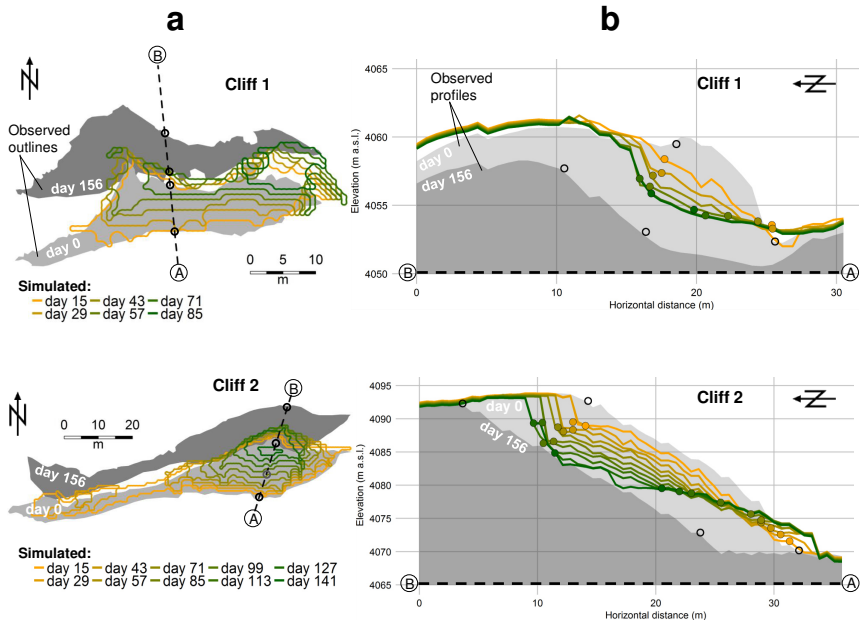 a
b
B
N
Cliff 1
Observed
outlines
day 156
day 0
A
0 5 10
m
Simulated:
day 15 day 43 day 71
day 29 day 57 day 85
Cliff 1
N
Observed
profiles
day 0
day 156
Elevation (m a.s.l.)
4065
4060
4055
4050
B
A
0 10 20 30
Horizontal distance (m)
Cliff 2
N
B
0 10 20
m
day 156
day 0
A
Simulated:
day 15 day 43 day 71 day 99 day 127
day 29 day 57 day 85 day 113 day 141
Cliff 2
N
day 0
day 156
Elevation (m a.s.l.)
4095
4090
4085
4080
4075
4070
4065
B
A
0 10 20 30
Horizontal distance (m)